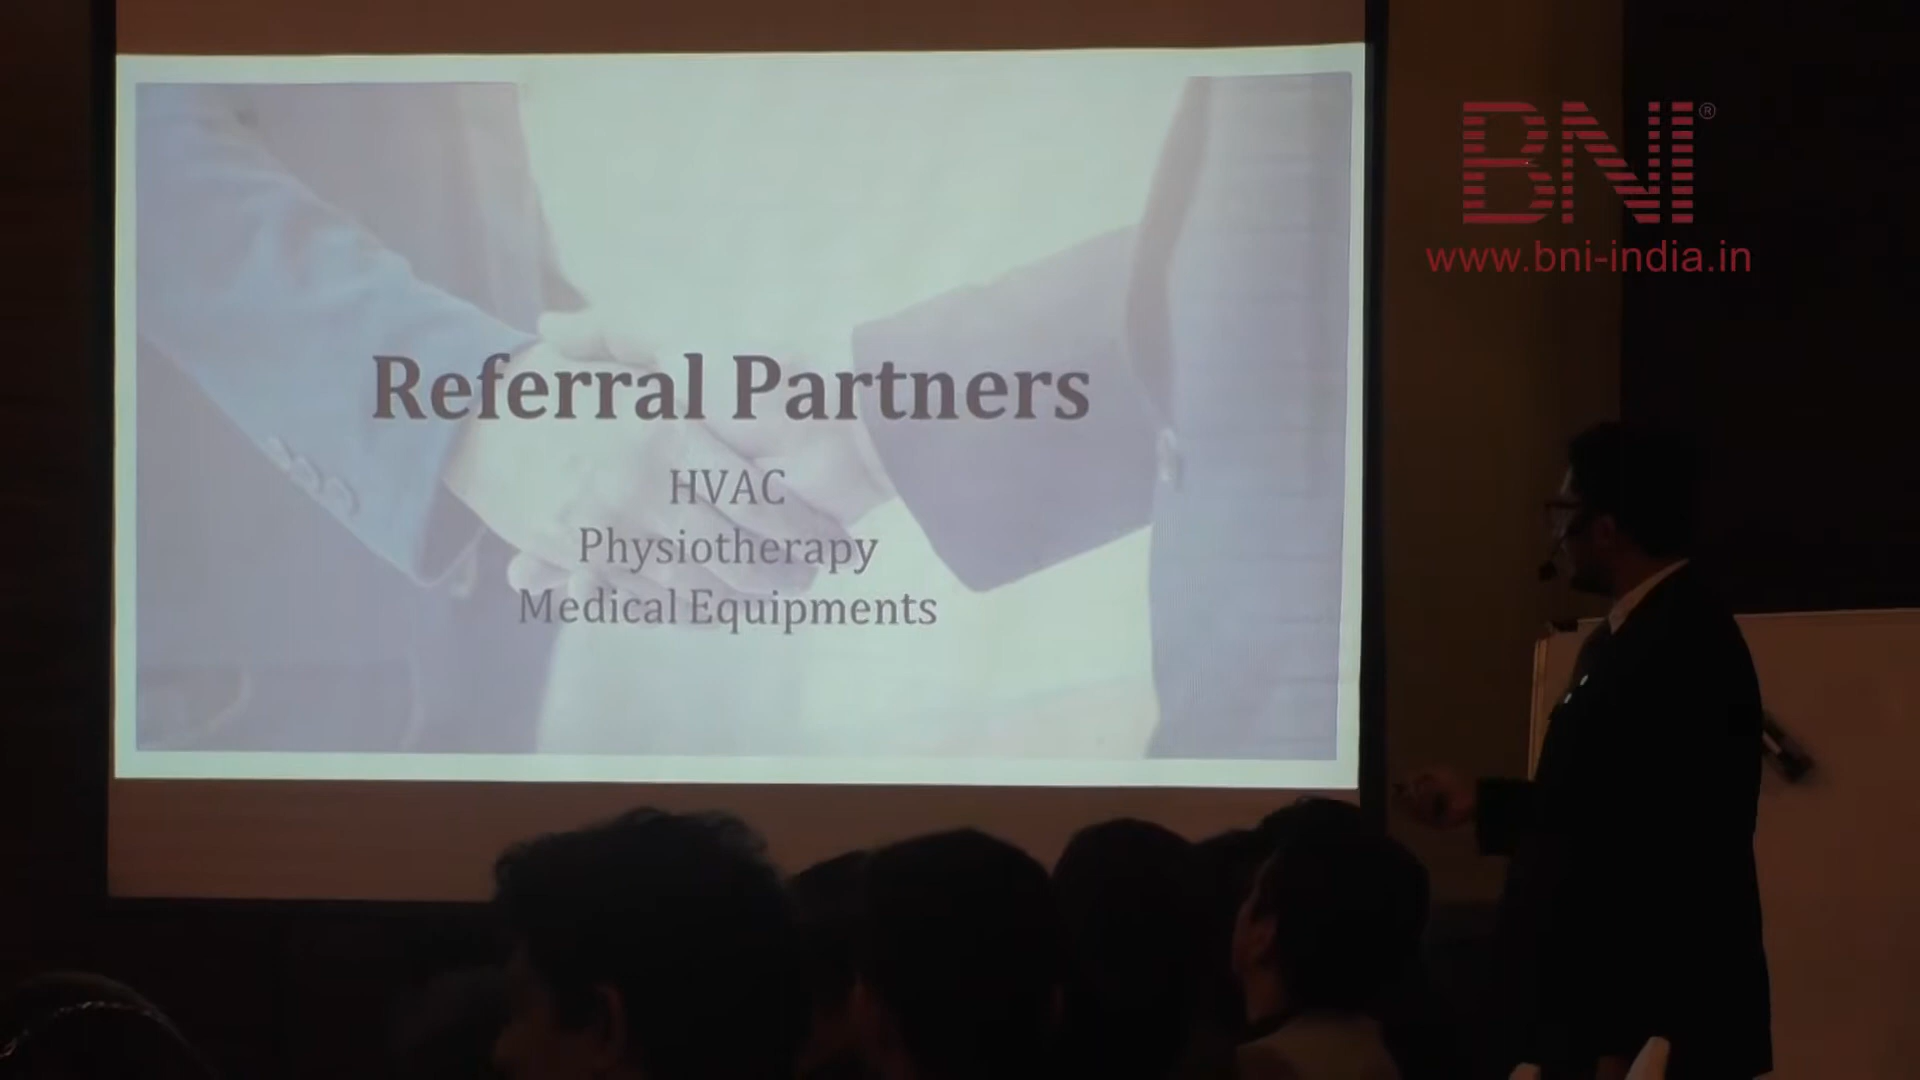 Referral Partners
HVAC
Physiotherapy
Medical Equipments
BNI®
www.bni-india.in